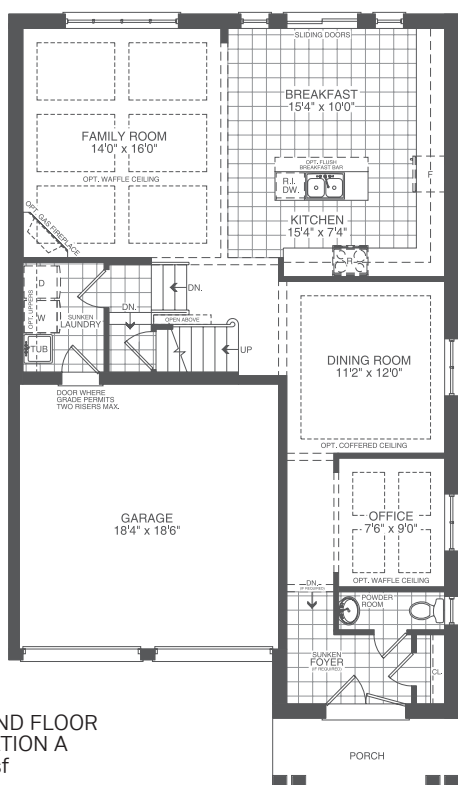 SLIDING DOORS
BREAKFAST
15'4" x 10'0"
FAMILY ROOM
14'0" x 16'0"
OPT. WAFFLE CEILING
OPT. FLUSH
BREAKFAST BAR
R.I.
DW.
F
KITCHEN
15'4" x 7'4"
R
OPT. GAS FIREPLACE
D
W
OPT. UPPERS
SUNKEN
LAUNDRY
TUB
DN.
DN.
OPEN ABOVE
UP
DINING ROOM
11'2" x 12'0"
OPT. COFFERED CEILING
DOOR WHERE
GRADE PERMITS
TWO RISERS MAX.
GARAGE
18'4" x 18'6"
OFFICE
7'6" x 9'0"
OPT. WAFFLE CEILING
DN.
(IF REQUIRED)
POWDER
ROOM
SUNKEN
FOYER
(IF REQUIRED)
CL.
PORCH
ND FLOOR
TION A
sf